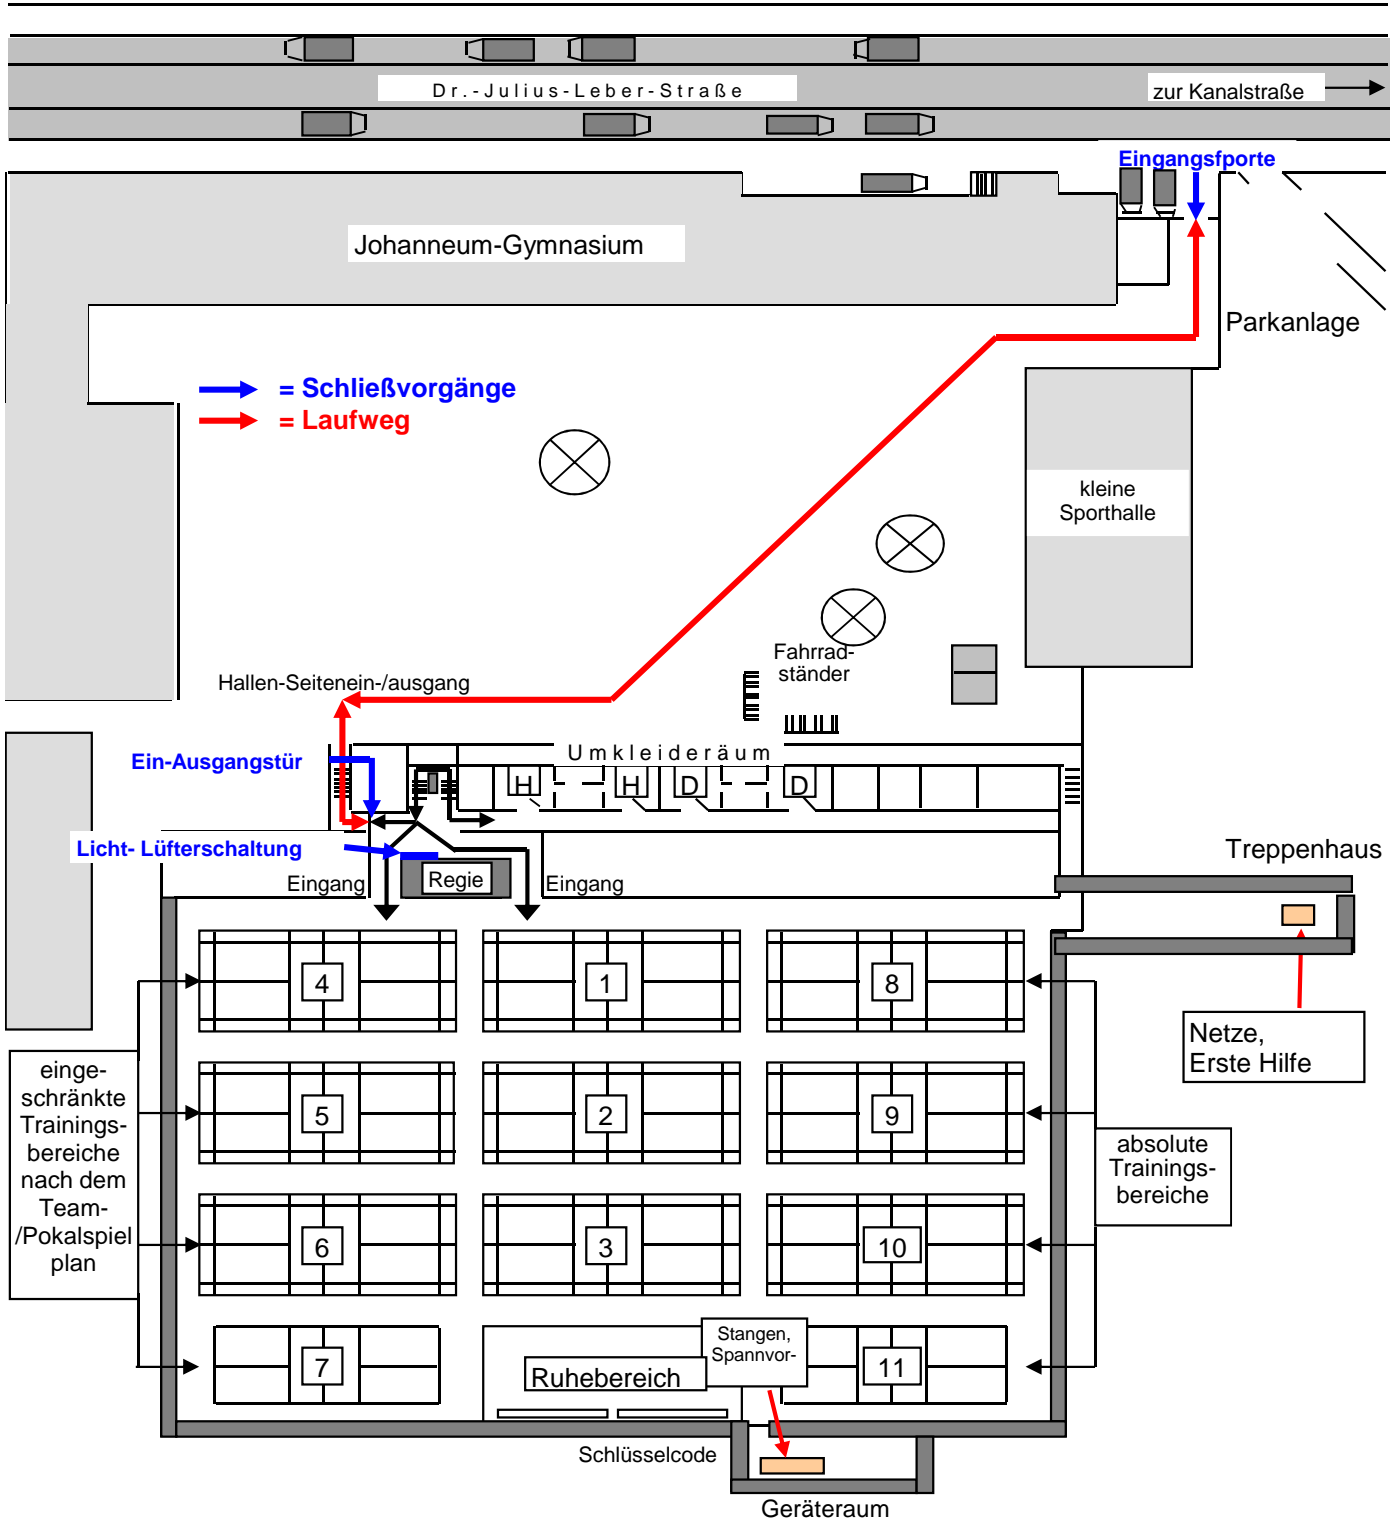 Dr.-Julius-Leber-Straße
zur Kanalstraße
Eingangsfporte
Johanneum-Gymnasium
Parkanlage
= Schließvorgänge
= Laufweg
kleine
Sporthalle
Fahrrad-
ständer
Hallen-Seitenein-/ausgang
Umkleideräum
Ein-Ausgangstür
H
H
D
D
Licht- Lüfterschaltung
Treppenhaus
Eingang
Regie
Eingang
4
1
8
Netze,
Erste Hilfe
einge-
schränkte
Trainings-
bereiche
nach dem
Team-
/Pokalspiel
plan
5
2
9
absolute
Trainings-
bereiche
6
3
10
Stangen,
Spannvor-
7
Ruhebereich
11
Schlüsselcode
Geräteraum